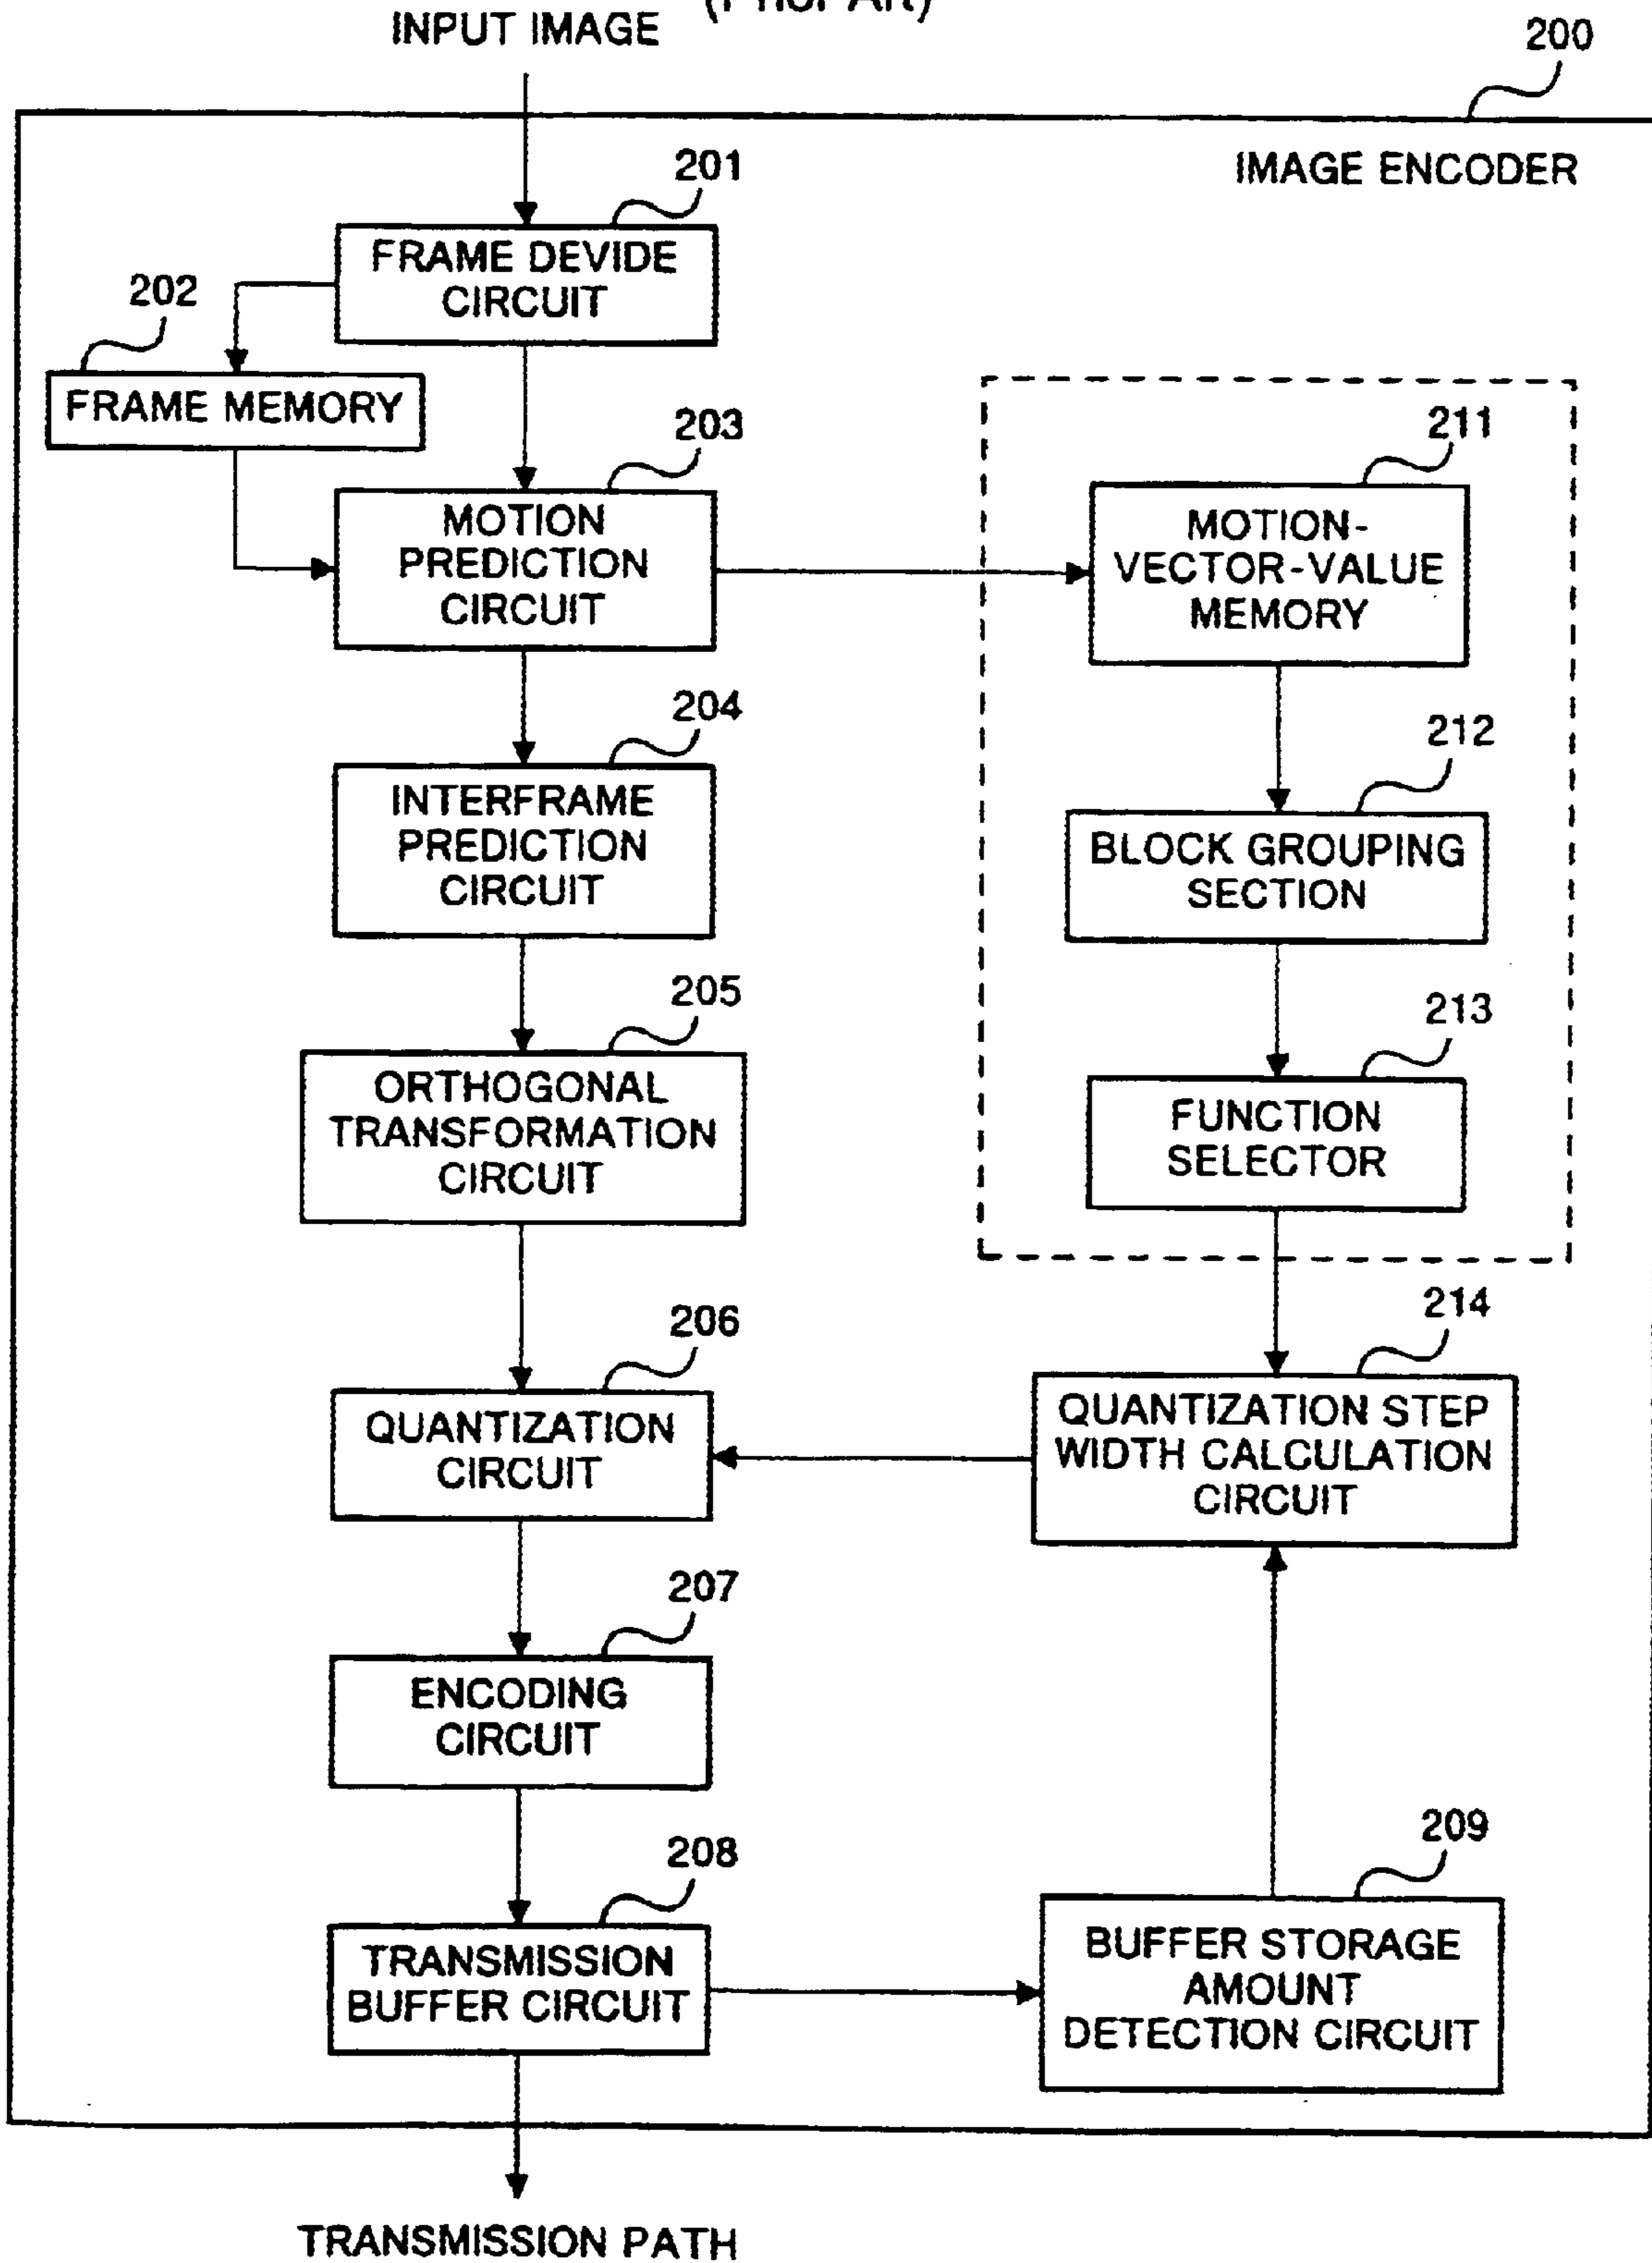 (Prior Art)
INPUT IMAGE
200
IMAGE ENCODER
201
FRAME DEVIDE
CIRCUIT
202
FRAME MEMORY
203
MOTION
PREDICTION
CIRCUIT
211
MOTION-
VECTOR-VALUE
MEMORY
204
INTERFRAME
PREDICTION
CIRCUIT
212
BLOCK GROUPING
SECTION
205
ORTHOGONAL
TRANSFORMATION
CIRCUIT
213
FUNCTION
SELECTOR
206
QUANTIZATION
CIRCUIT
214
QUANTIZATION STEP
WIDTH CALCULATION
CIRCUIT
207
ENCODING
CIRCUIT
208
TRANSMISSION
BUFFER CIRCUIT
209
BUFFER STORAGE
AMOUNT
DETECTION CIRCUIT
TRANSMISSION PATH